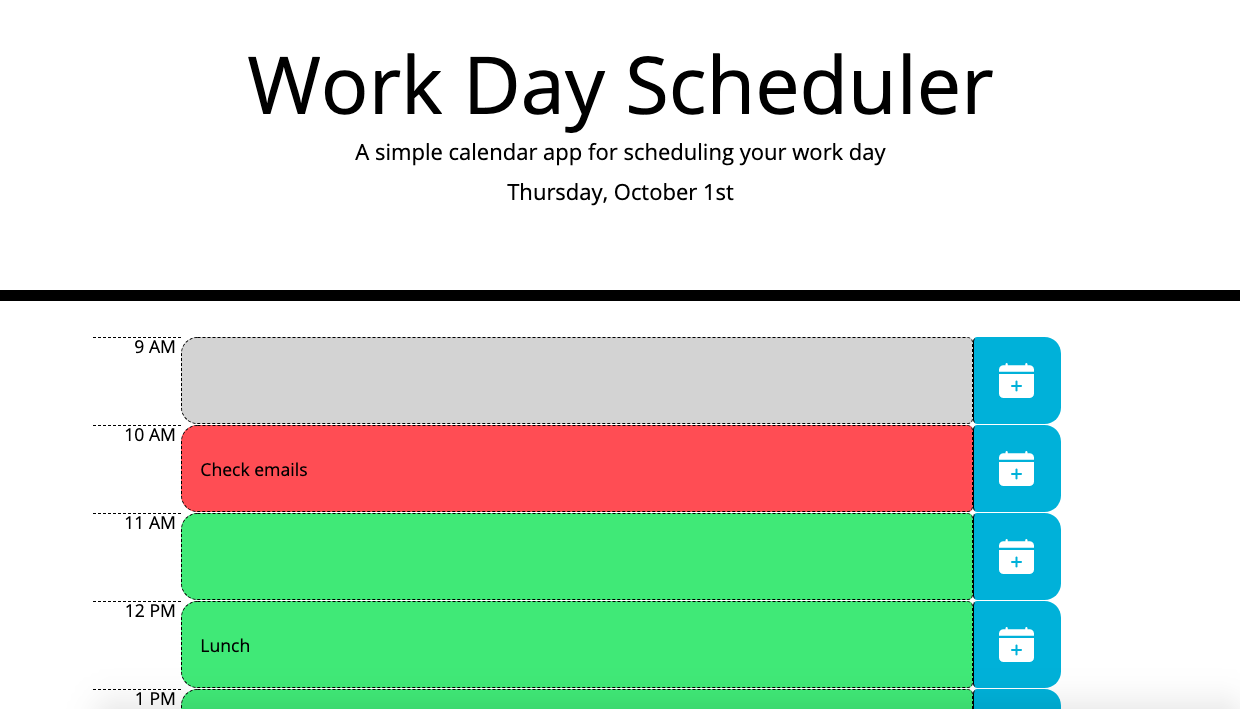 Work Day Scheduler
A simple calendar app for scheduling your work day
Thursday, October 1st
9 AM
10 AM
Check emails
11 AM
12 PM
Lunch
1 PM